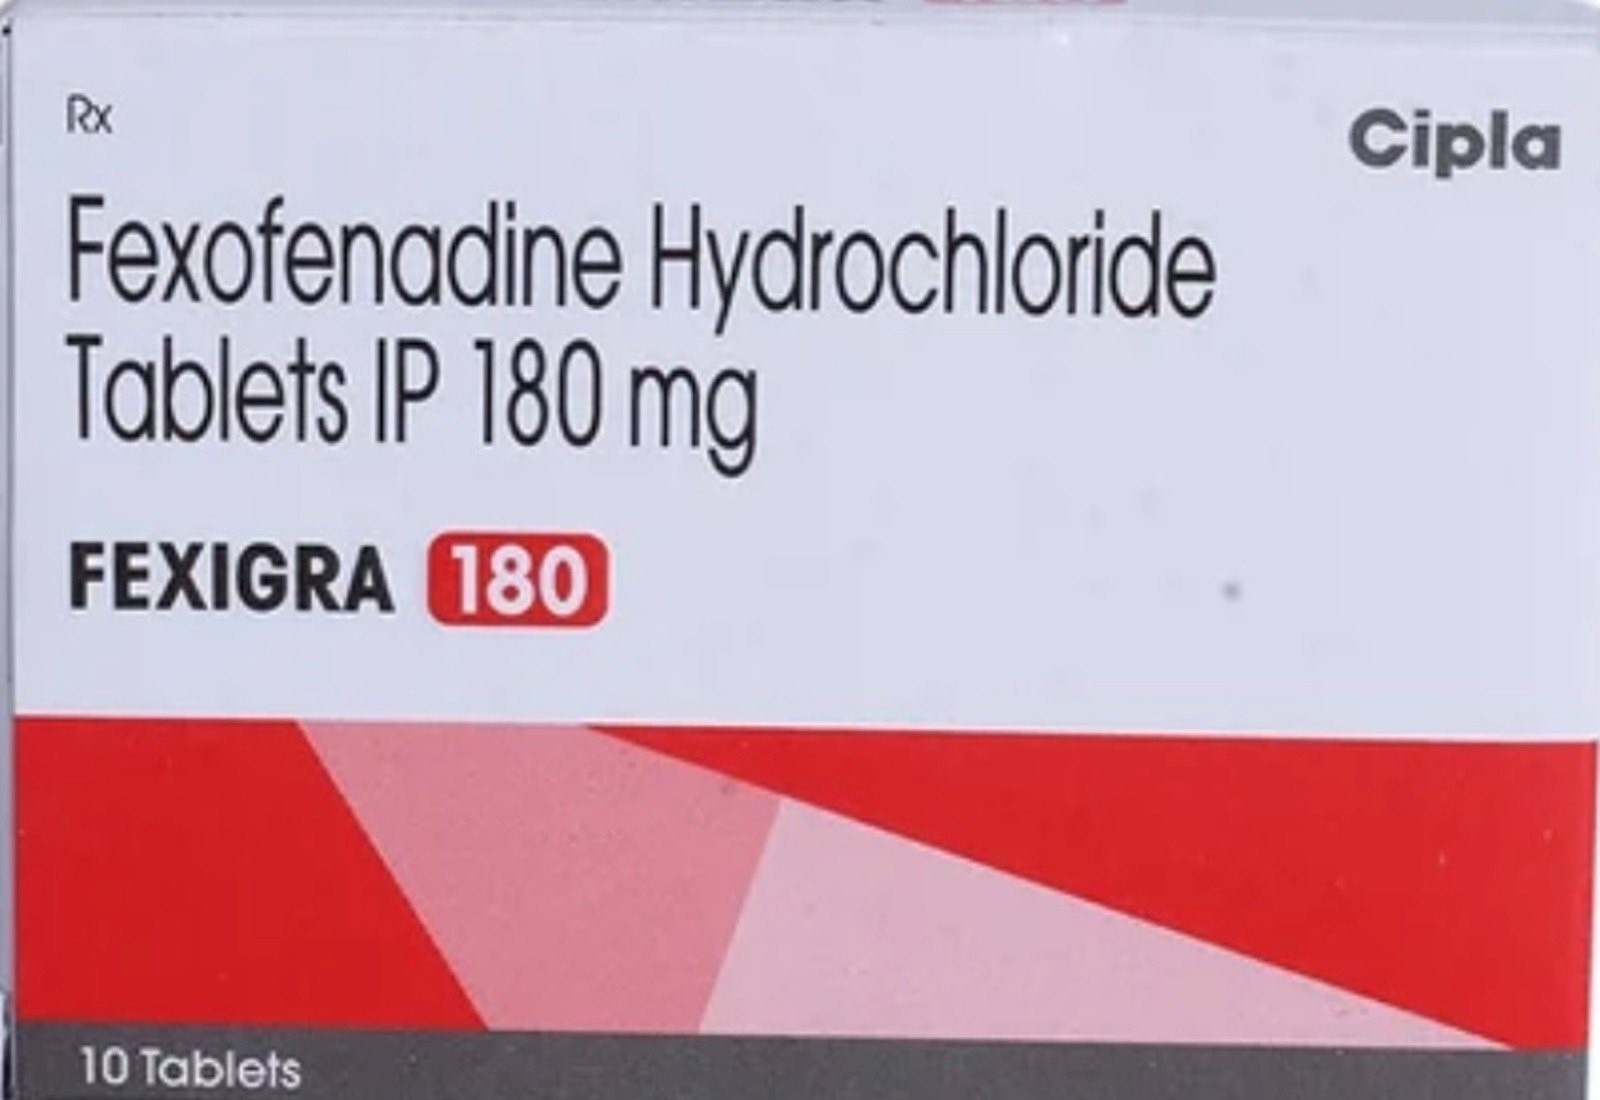 Rx
Cipla
Fexofenadine Hydrochloride
Tablets IP 180 mg
FEXIGRA 180
10 Tablets